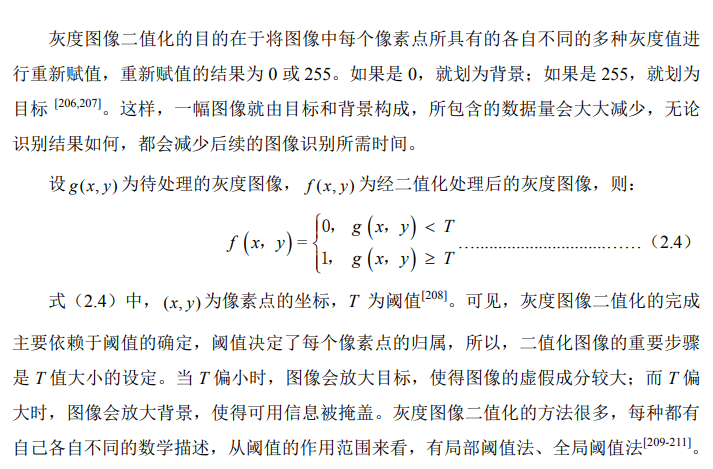 灰度图像二值化的目的在于将图像中每个像素点所具有的各自不同的多种灰度值进
行重新赋值，重新赋值的结果为 0 或 255。如果是 0，就划为背景；如果是 255，就划为
目标 [206,207]。这样，一幅图像就由目标和背景构成，所包含的数据量会大大减少，无论
识别结果如何，都会减少后续的图像识别所需时间。
设 g(x, y) 为待处理的灰度图像， f(x, y) 为经二值化处理后的灰度图像，则：
f (x，y) = {0， g (x，y) < T
1， g (x，y) ≥ T …..............................……（2.4）
式（2.4）中，(x, y) 为像素点的坐标，T 为阈值[208]。可见，灰度图像二值化的完成
主要依赖于阈值的确定，阈值决定了每个像素点的归属，所以，二值化图像的重要步骤
是 T 值大小的设定。当 T 偏小时，图像会放大目标，使得图像的虚假成分较大；而 T 偏
大时，图像会放大背景，使得可用信息被掩盖。灰度图像二值化的方法很多，每种都有
自己各自不同的数学描述，从阈值的作用范围来看，有局部阈值法、全局阈值法[209-211]。